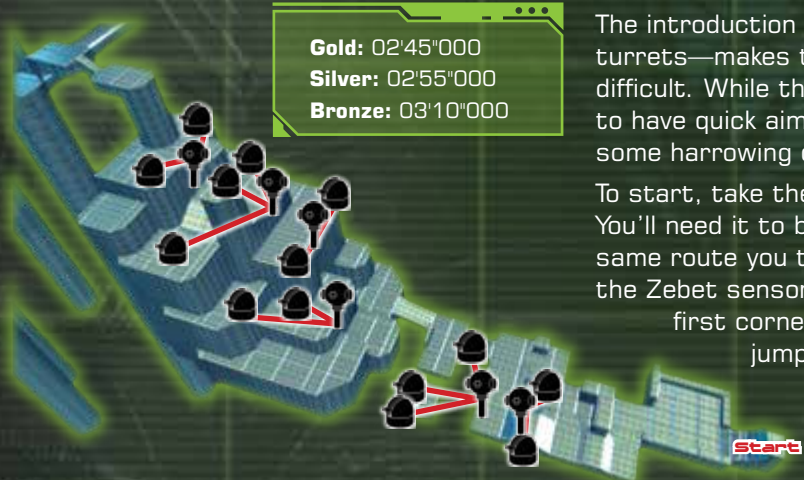 Gold: 02'45"000
Silver: 02'55"000
Bronze: 03'10"000
The introduction
turrets—makes
difficult. While
to have quick aim
some harrowing
To start, take the
You'll need it to
same route you
the Zebet sensor
first corne
jump
Start